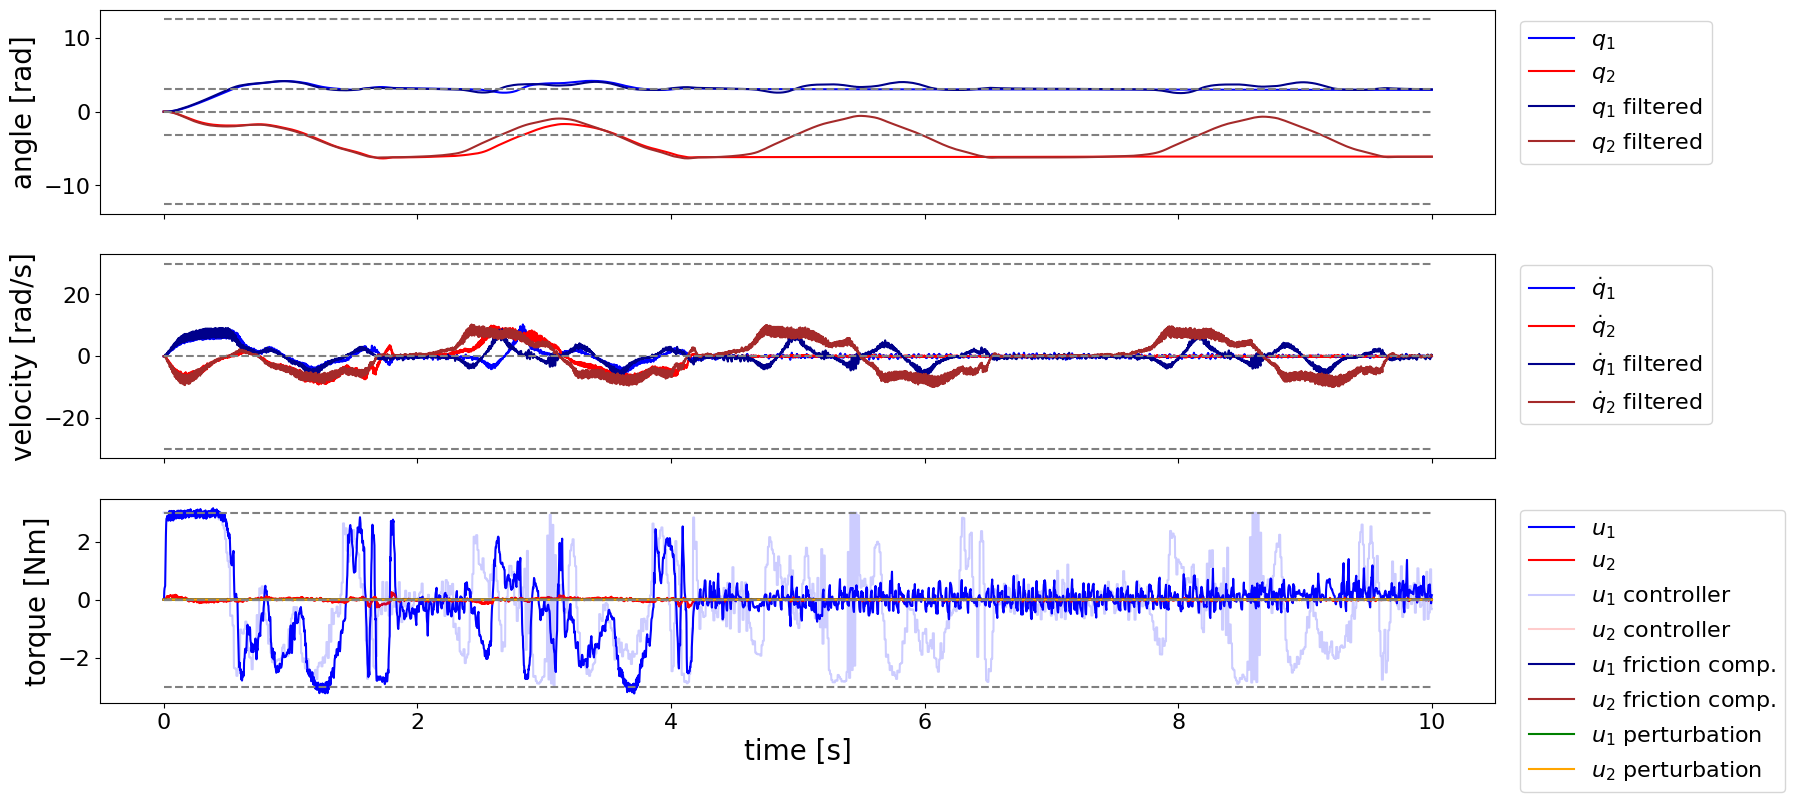 angle [rad]
10
0
−10
q₁
q₂
q₁ filtered
q₂ filtered
velocity [rad/s]
20
0
−20
q̇₁
q̇₂
q̇₁ filtered
q̇₂ filtered
torque [Nm]
2
0
−2
0 2 4 6 8 10
time [s]
u₁
u₂
u₁ controller
u₂ controller
u₁ friction comp.
u₂ friction comp.
u₁ perturbation
u₂ perturbation